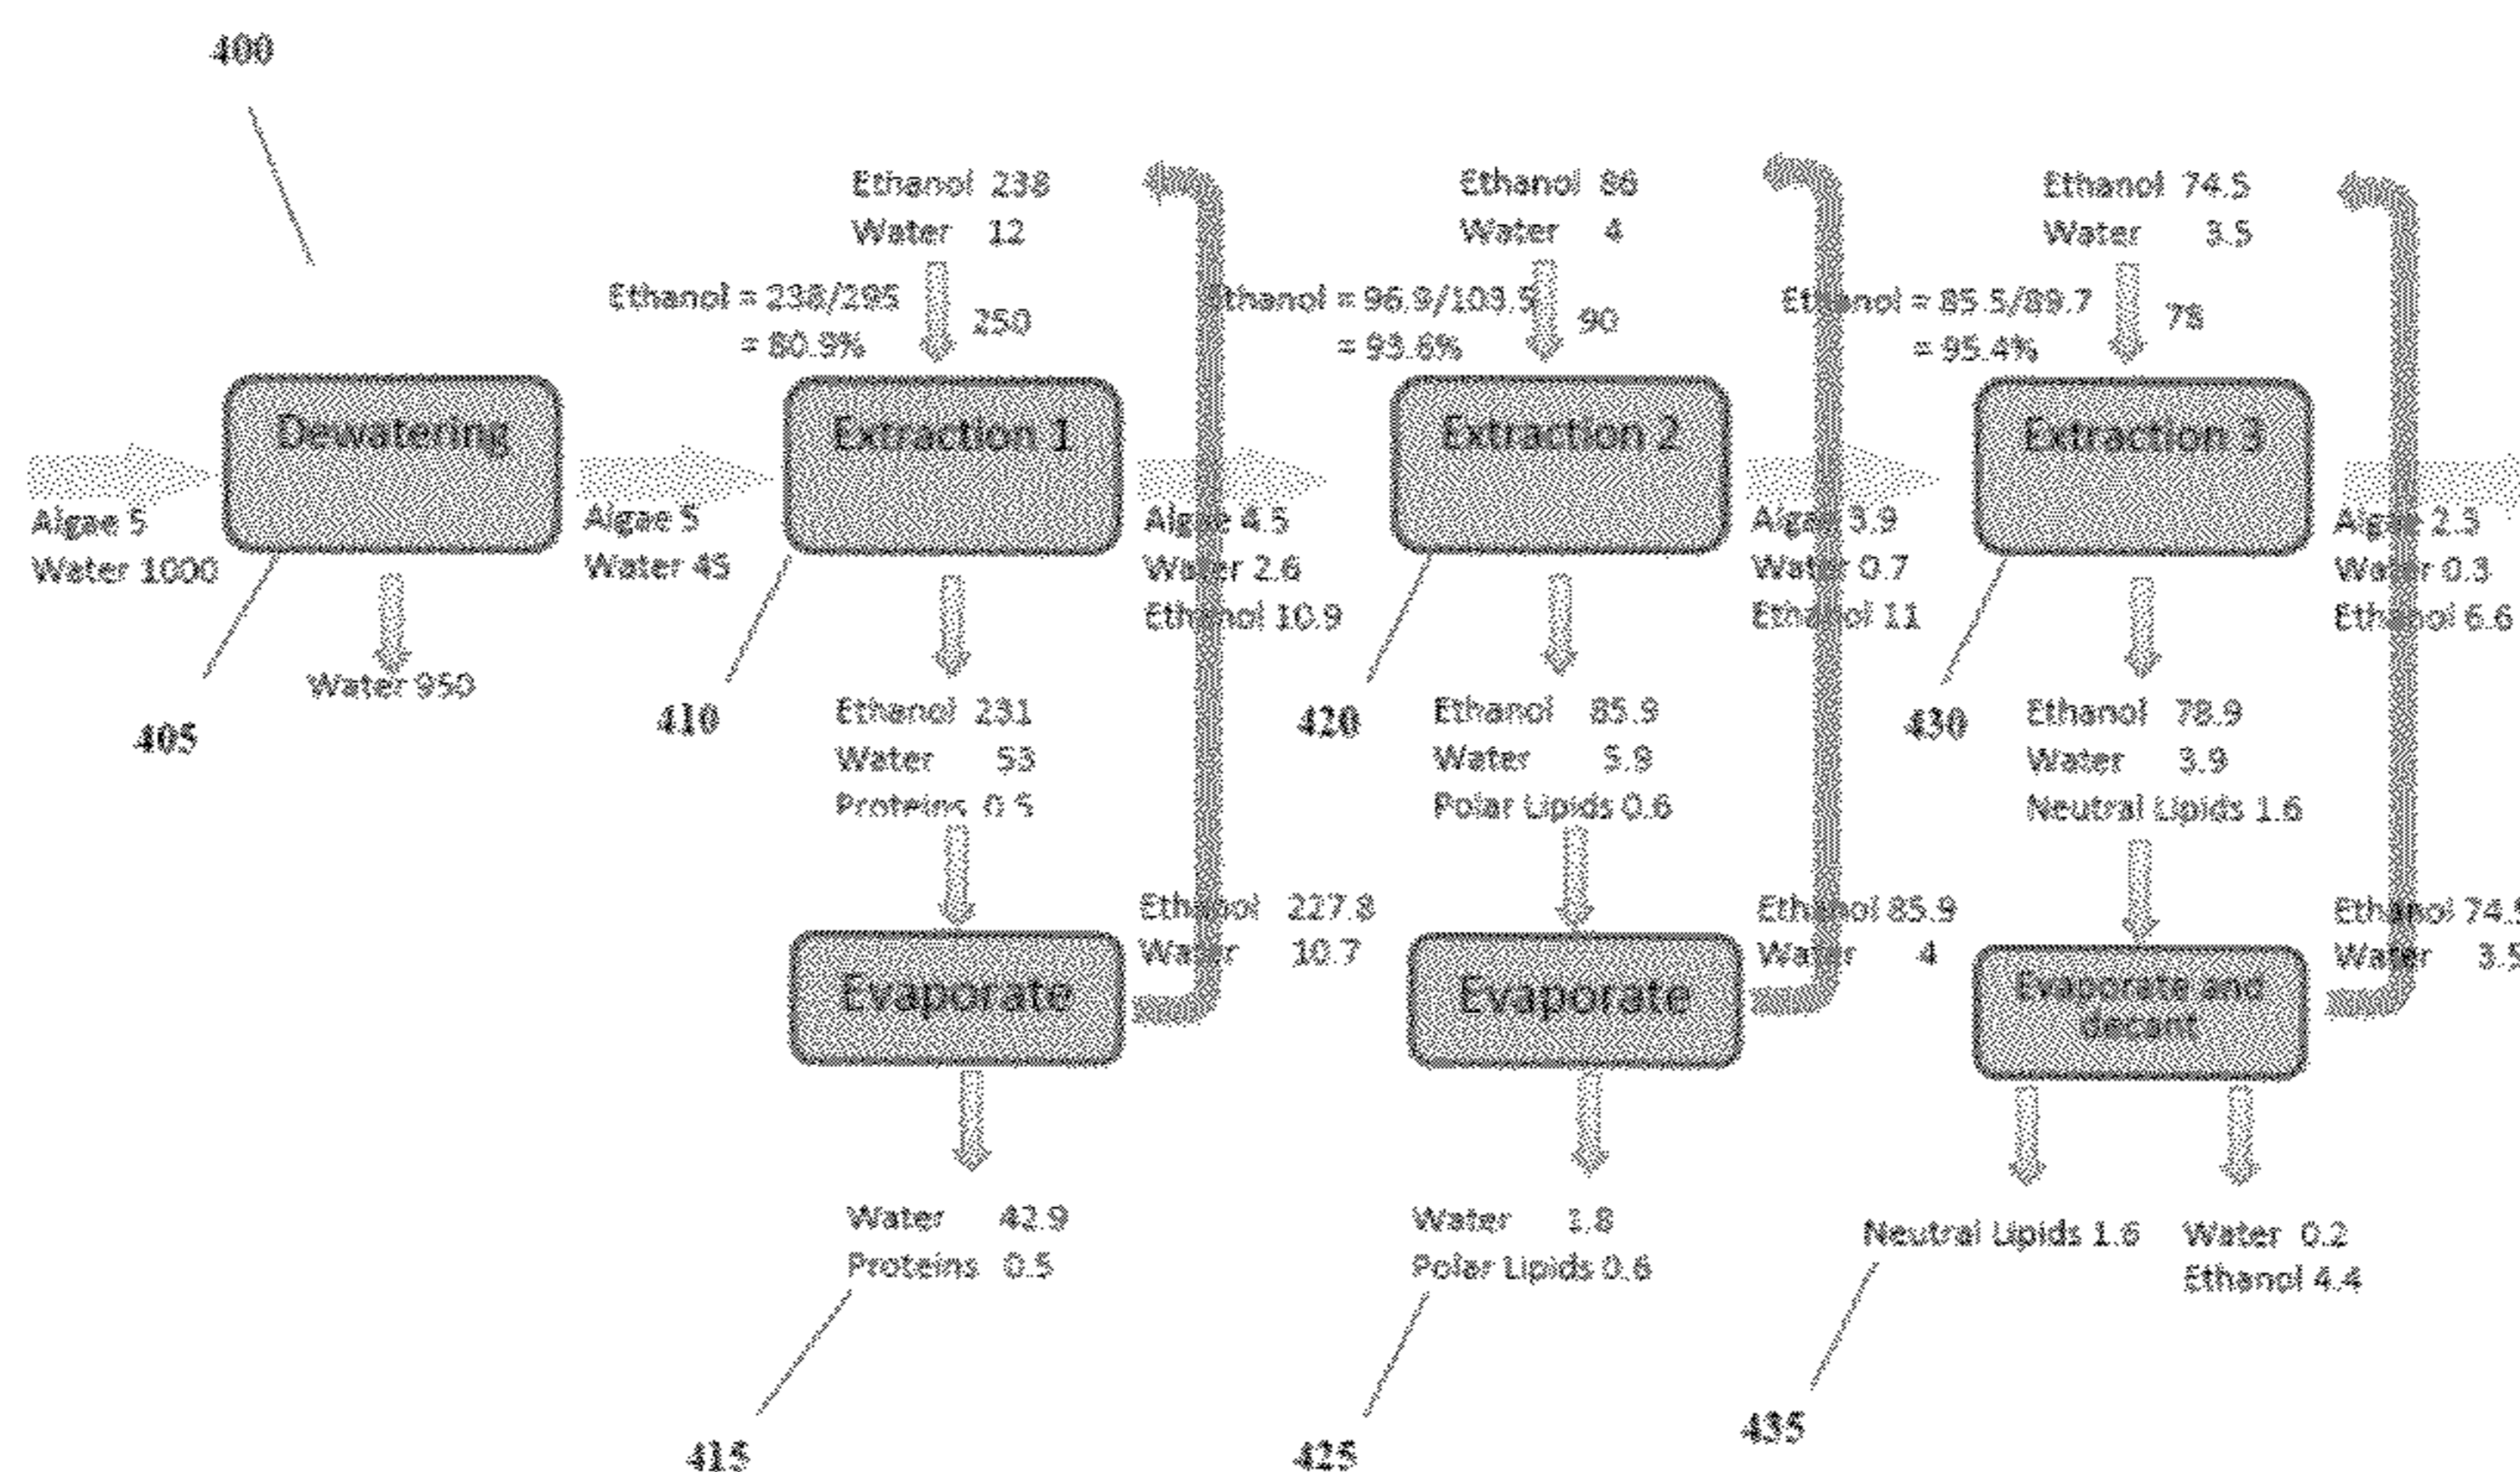 400
Ethanol 238
Water 12
Ethanol 86
Water 4
Ethanol 74.5
Water 3.5
Ethanol = 238/295
= 80.9%
250
Ethanol = 96.9/103.5
= 93.6%
90
Ethanol = 85.5/89.7
= 95.4%
78
Dewatering
Extraction 1
Extraction 2
Extraction 3
Algae 5
Water 1000
Algae 5
Water 45
Algae 4.5
Water 2.6
Ethanol 10.9
Algae 3.9
Water 0.7
Ethanol 11
Algae 2.3
Water 0.3
Ethanol 6.6
Water 950
405
410
420
430
Ethanol 231
Water 53
Proteins 0.5
Ethanol 85.9
Water 5.9
Polar Lipids 0.6
Ethanol 78.9
Water 3.9
Neutral Lipids 1.6
Ethanol 227.8
Water 10.7
Ethanol 85.9
Water 4
Ethanol 74.5
Water 3.5
Evaporate
Evaporate
Evaporate and
decant
Water 42.9
Proteins 0.5
Water 1.8
Polar Lipids 0.6
Neutral Lipids 1.6
Water 0.2
Ethanol 4.4
415
425
435